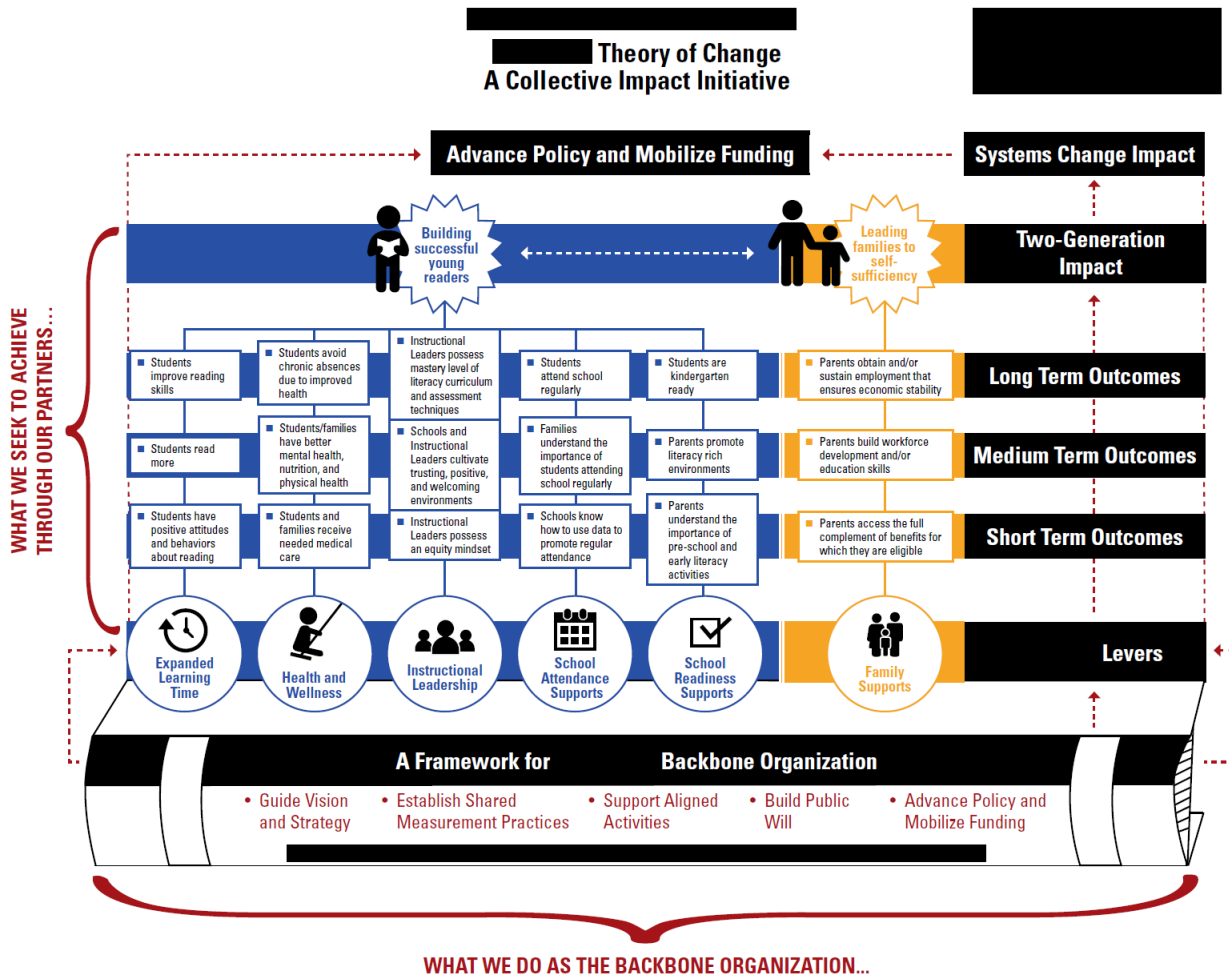 Theory of Change
A Collective Impact Initiative
Advance Policy and Mobilize Funding
Systems Change Impact
WHAT WE SEEK TO ACHIEVE
THROUGH OUR PARTNERS...
Building
successful
young
readers
Leading
families to
self-
sufficiency
Two-Generation
Impact
■ Students
improve reading
skills
■ Students avoid
chronic absences
due to improved
health
■ Instructional
Leaders possess
mastery level of
literacy curriculum
and assessment
techniques
■ Students
attend school
regularly
■ Students are
kindergarten
ready
■ Parents obtain and/or
sustain employment that
ensures economic stability
Long Term Outcomes
■ Students read
more
■ Students/families
have better
mental health,
nutrition, and
physical health
■ Schools and
Instructional
Leaders cultivate
trusting, positive,
and welcoming
environments
■ Families
understand the
importance of
students attending
school regularly
■ Parents promote
literacy rich
environments
■ Parents build workforce
development and/or
education skills
Medium Term Outcomes
■ Students have
positive attitudes
and behaviors
about reading
■ Students and
families receive
needed medical
care
■ Instructional
Leaders possess
an equity mindset
■ Schools know
how to use data to
promote regular
attendance
■ Parents
understand the
importance of
pre-school and
early literacy
activities
■ Parents access the full
complement of benefits for
which they are eligible
Short Term Outcomes
Expanded
Learning
Time
Health and
Wellness
Instructional
Leadership
School
Attendance
Supports
School
Readiness
Supports
Family
Supports
Levers
A Framework for Backbone Organization
• Guide Vision
and Strategy
• Establish Shared
Measurement Practices
• Support Aligned
Activities
• Build Public
Will
• Advance Policy and
Mobilize Funding
WHAT WE DO AS THE BACKBONE ORGANIZATION...